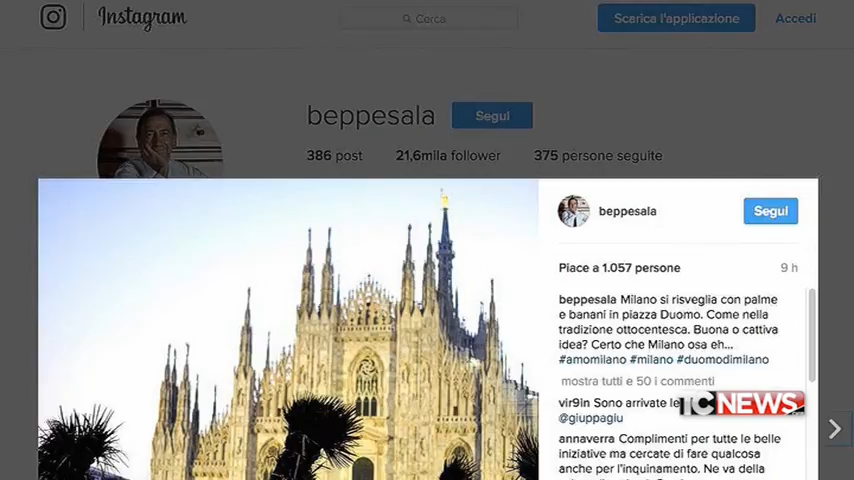 Instagram
Cerca
Scarica l'applicazione
Accedi
beppesala
Segui
386 post
21,6mila follower
375 persone seguite
beppesala
Segui
Piace a 1.057 persone
9 h
beppesala Milano si risveglia con palme
e banani in piazza Duomo. Come nella
tradizione ottocentesca. Buona o cattiva
idea? Certo che Milano osa eh...
#amomilano #milano #duomodimilano
mostra tutti e 50 i commenti
vir9in Sono arrivate le
@giuppagiu
TC NEWS
annaverra Complimenti per tutte le belle
iniziative ma cercate di fare qualcosa
anche per l'inquinamento. Ne va della